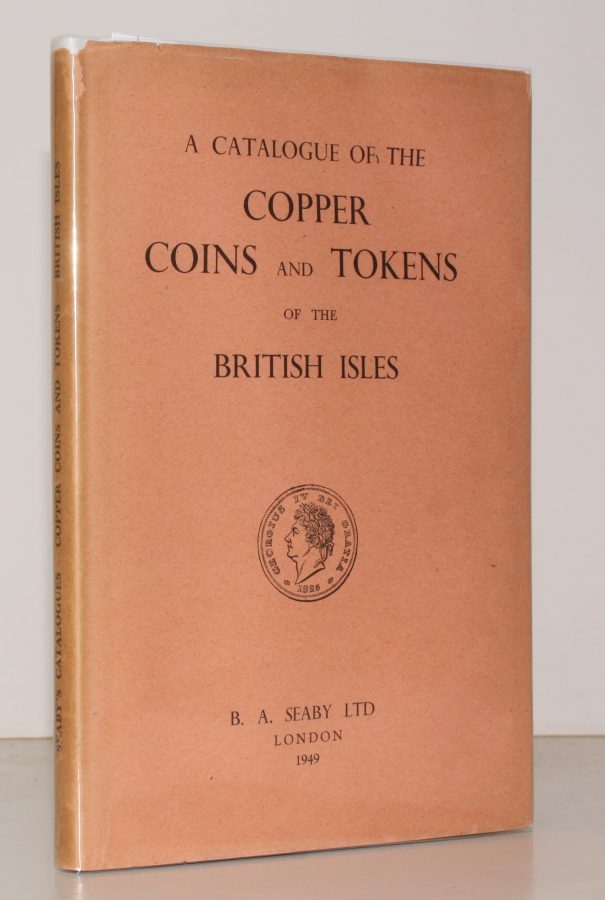 A CATALOGUE OF THE
COPPER
COINS AND TOKENS
OF THE
BRITISH ISLES
GEORGIUS IV DEI GRATIA
1825
B. A. SEABY LTD
LONDON
1949
SEABY'S CATALOGUES COPPER COINS AND TOKENS BRITISH ISLES